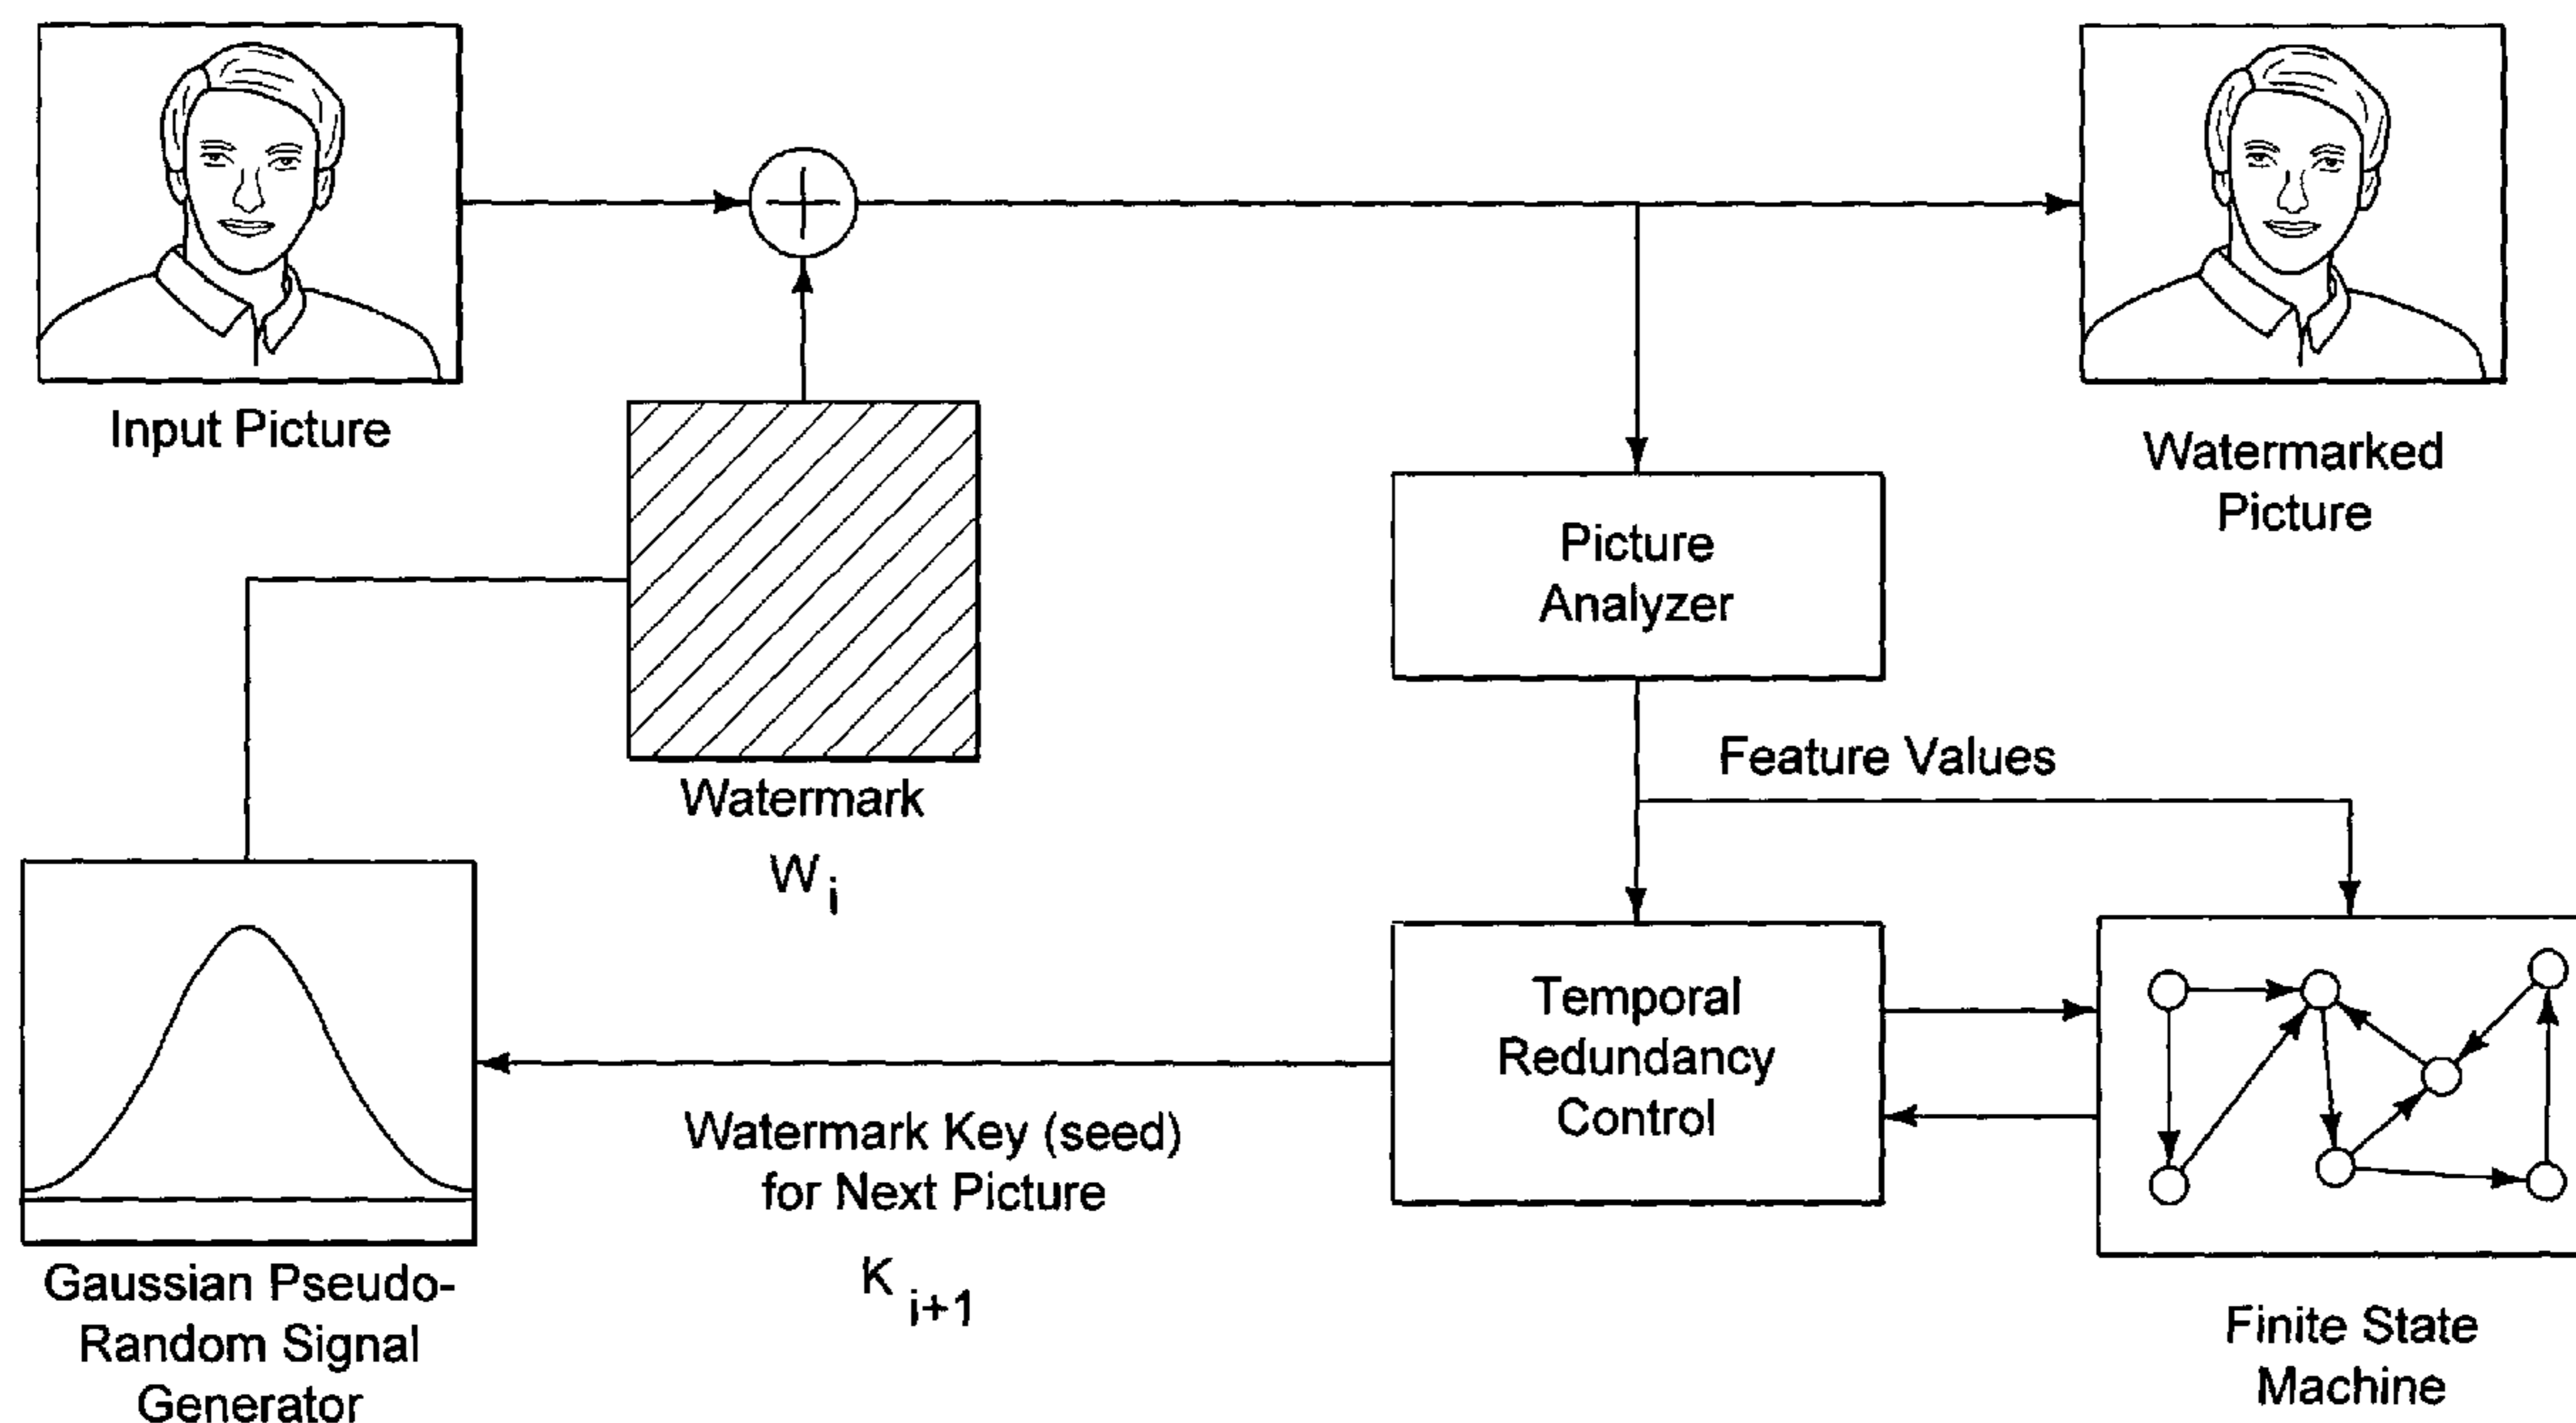 Input Picture
Watermarked
Picture
Picture
Analyzer
Feature Values
Watermark
W i
Temporal
Redundancy
Control
Watermark Key (seed)
for Next Picture
K i+1
Gaussian Pseudo-
Random Signal
Generator
Finite State
Machine